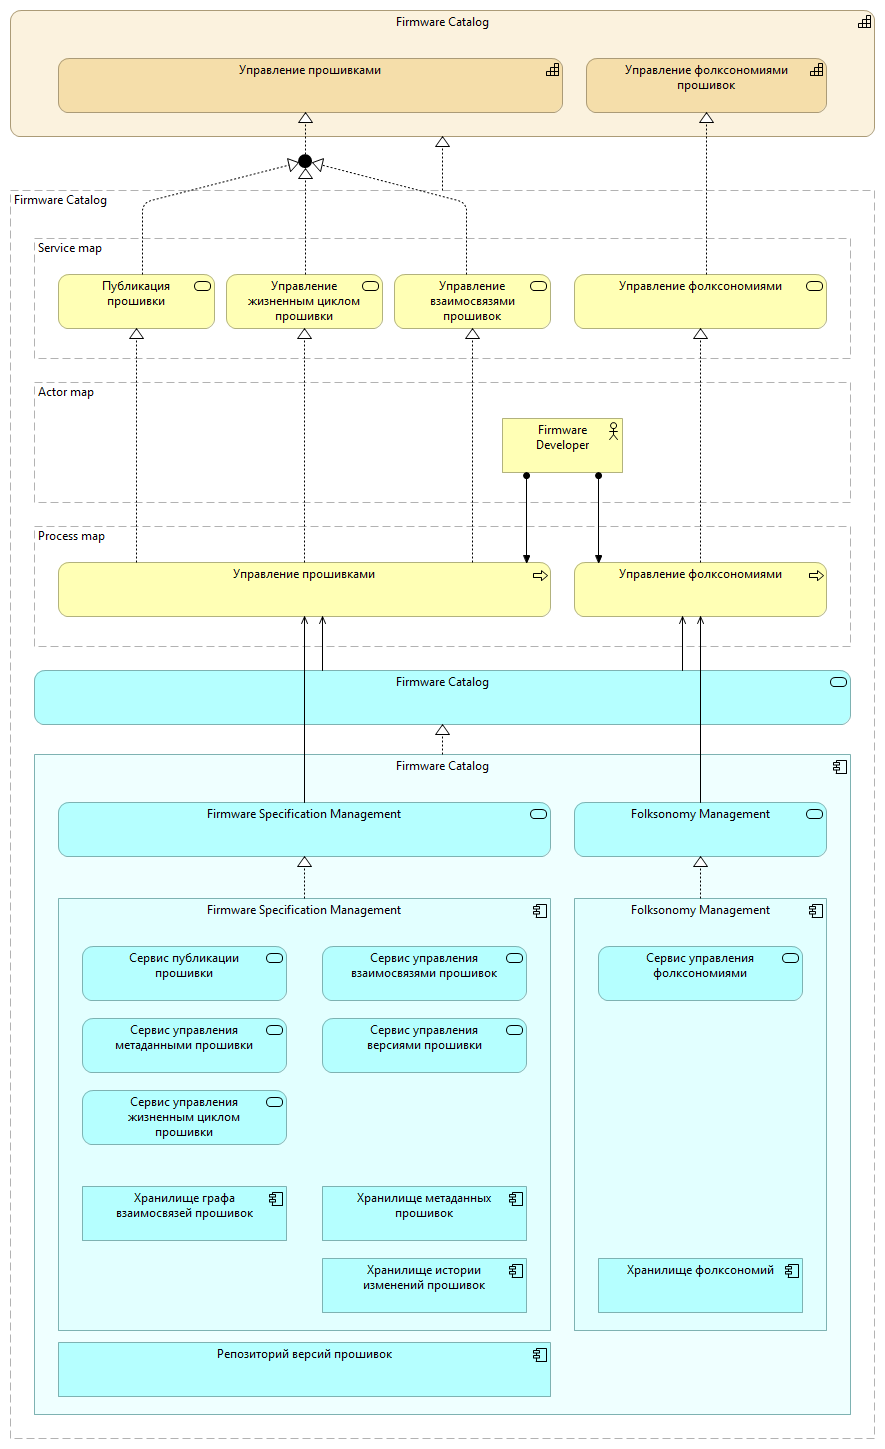 Firmware Catalog
Управление прошивками
Управление фолксономиями
прошивок
Firmware Catalog
Service map
Публикация
прошивки
Управление
жизненным циклом
прошивки
Управление
взаимосвязями
прошивок
Управление фолксономиями
Actor map
Firmware
Developer
Process map
Управление прошивками
Управление фолксономиями
Firmware Catalog
Firmware Catalog
Firmware Specification Management
Folksonomy Management
Firmware Specification Management
Folksonomy Management
Сервис публикации
прошивки
Сервис управления
взаимосвязями прошивок
Сервис управления
фолксономиями
Сервис управления
метаданными прошивки
Сервис управления
версиями прошивки
Сервис управления
жизненным циклом
прошивки
Хранилище графа
взаимосвязей прошивок
Хранилище метаданных
прошивок
Хранилище истории
изменений прошивок
Хранилище фолксономий
Репозиторий версий прошивок